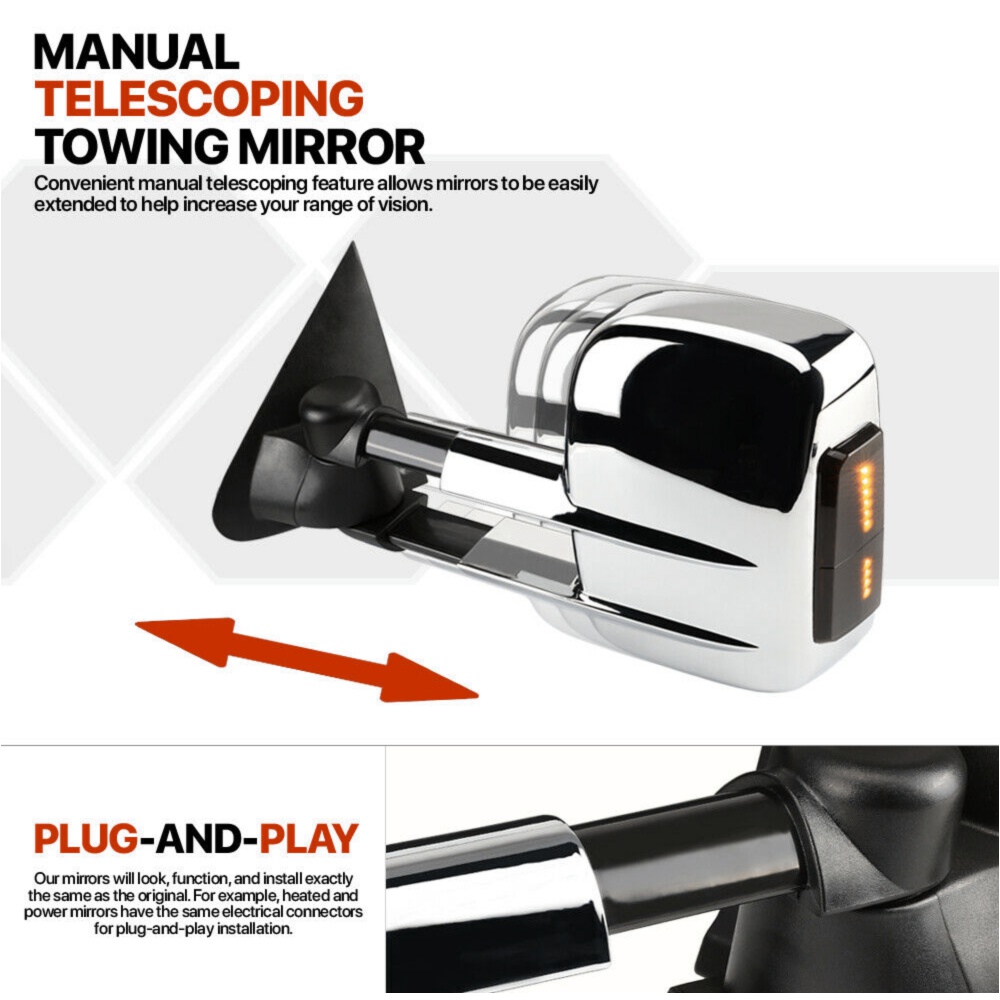 MANUAL
TELESCOPING
TOWING MIRROR
Convenient manual telescoping feature allows mirrors to be easily
extended to help increase your range of vision.
PLUG-AND-PLAY
Our mirrors will look, function, and install exactly
the same as the original. For example, heated and
power mirrors have the same electrical connectors
for plug-and-play installation.